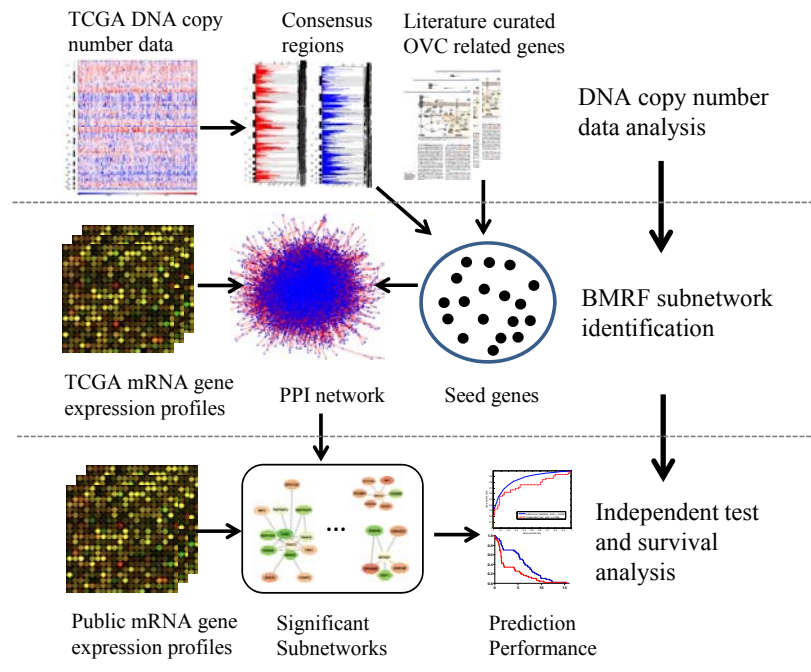 TCGA DNA copy
number data
Consensus
regions
Literature curated
OVC related genes
DNA copy number
data analysis
BMRF subnetwork
identification
TCGA mRNA gene
expression profiles
PPI network
Seed genes
...
Independent test
and survival
analysis
Public mRNA gene
expression profiles
Significant
Subnetworks
Prediction
Performance